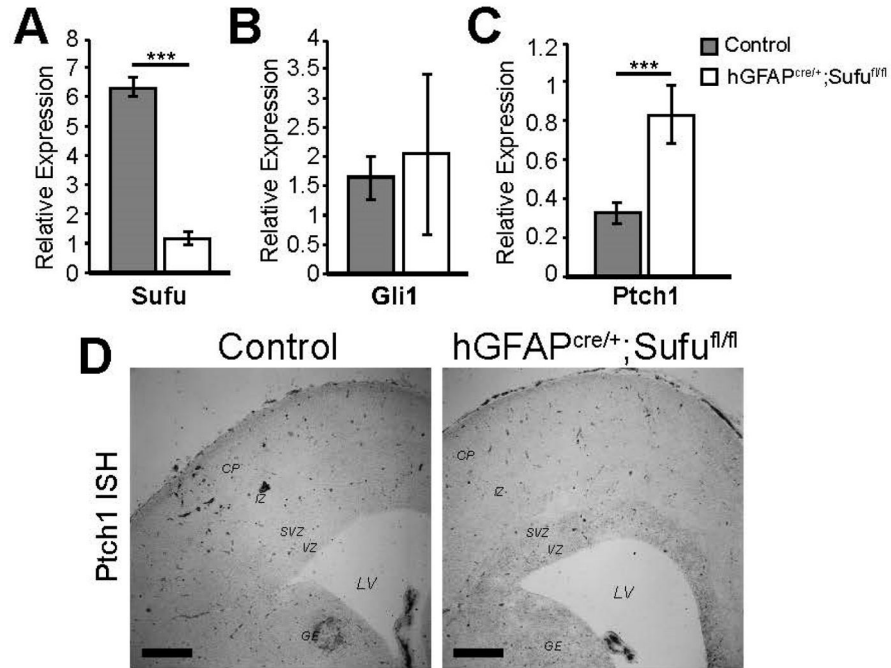 A
Relative Expression
8
7
6
5
4
3
2
1
0
***
Sufu
B
Relative Expression
4
3.5
3
2.5
2
1.5
1
0.5
0
Gli1
C
Relative Expression
1.2
1
0.8
0.6
0.4
0.2
0
***
Ptch1
Control
hGFAPcre/+;Sufufl/fl
D
Control
hGFAPcre/+;Sufufl/fl
Ptch1 ISH
CP
IZ
SVZ
VZ
LV
GE
CP
IZ
SVZ
VZ
LV
GE